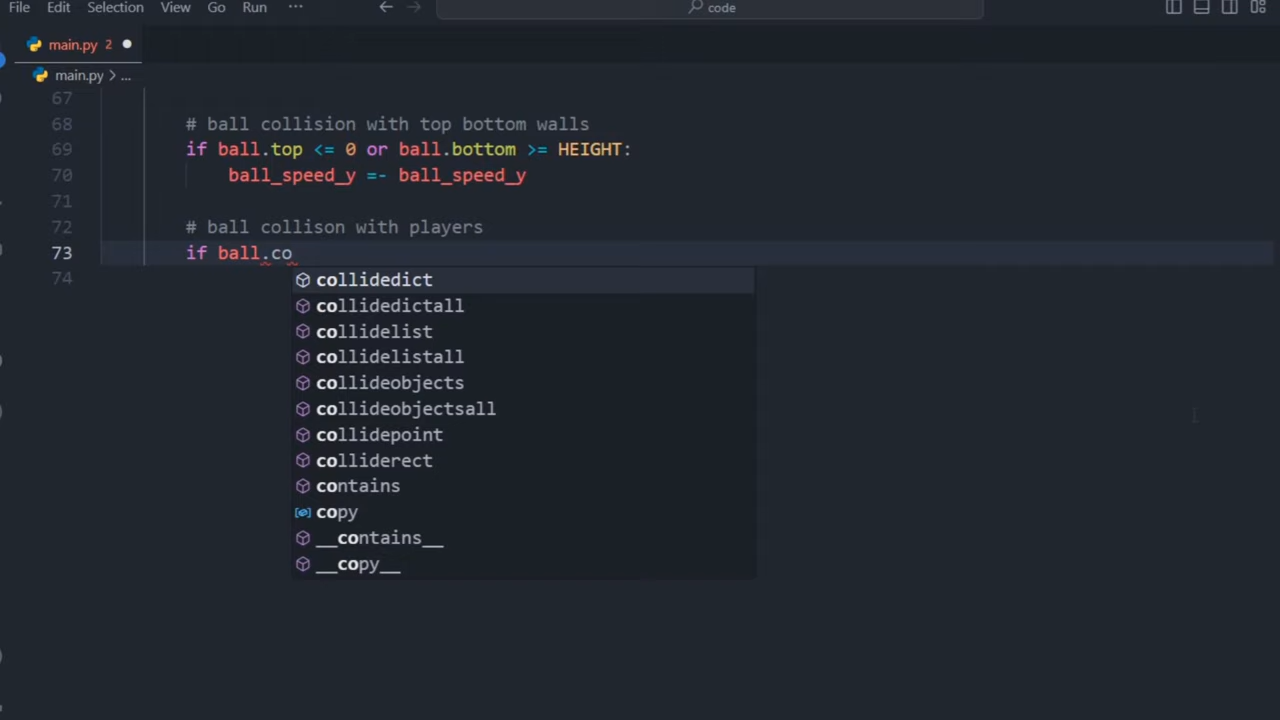 File Edit Selection View Go Run ··· ← → code
main.py 2 ●
main.py > ...
67
68 # ball collision with top bottom walls
69 if ball.top <= 0 or ball.bottom >= HEIGHT:
70 ball_speed_y =- ball_speed_y
71
72 # ball collison with players
73 if ball.co
74
collidedict
collidedictall
collidelist
collidelistall
collideobjects
collideobjectsall
collidepoint
colliderect
contains
copy
__contains__
__copy__